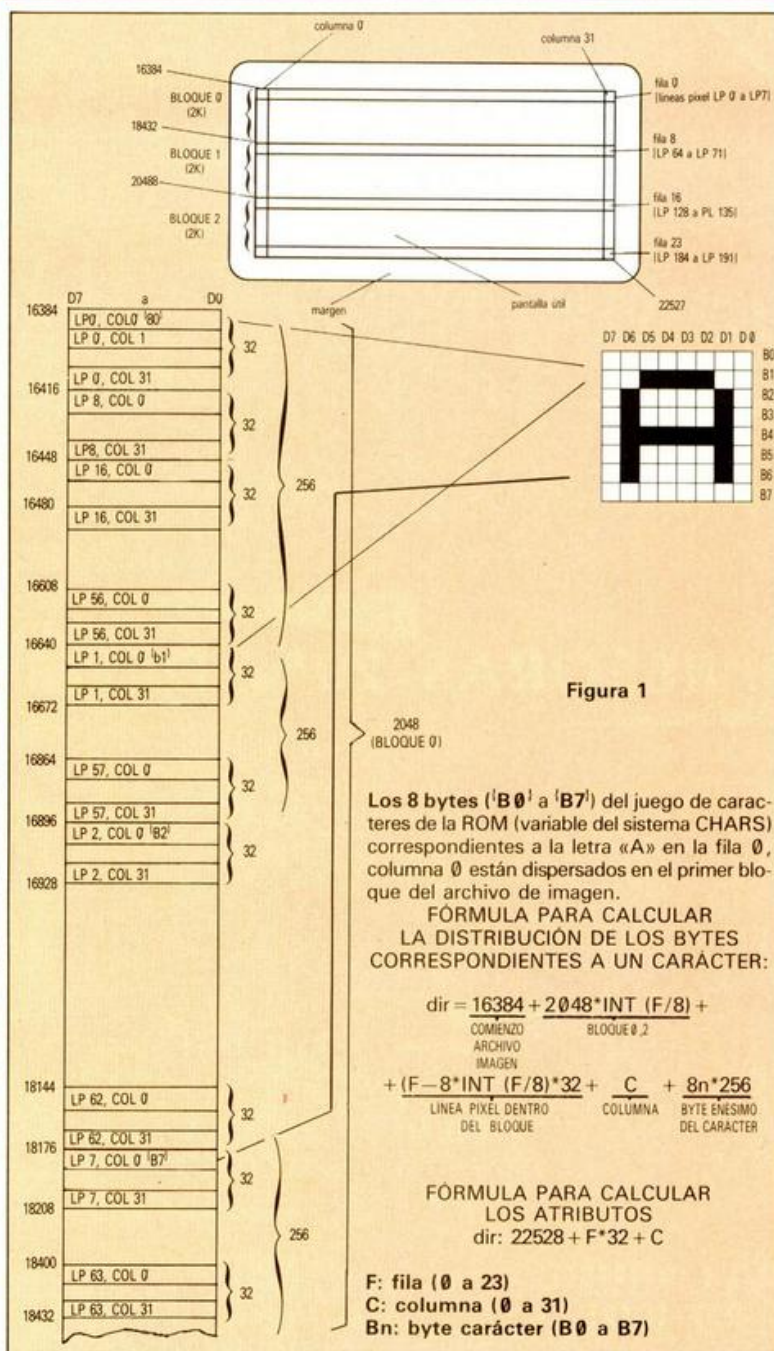 columna 0
columna 31
16384
BLOQUE 0
(2K)
18432
BLOQUE 1
(2K)
20488
BLOQUE 2
(2K)
fila 0
(lineas pixel LP 0 a LP7)
fila 8
(LP 64 a LP 71)
fila 16
(LP 128 a PL 135)
fila 23
(LP 184 a LP 191)
margen
pantalla útil
22527
D7 a D0
16384
LP0, COL0 (80)
LP 0, COL 1
32
LP 0, COL 31
16416
LP 8, COL 0
32
LP8, COL 31
16448
LP 16, COL 0
32
256
16480
LP 16, COL 31
16608
LP 56, COL 0
32
LP 56, COL 31
16640
LP 1, COL 0 (b1)
32
LP 1, COL 31
16672
256
2048
(BLOQUE 0)
16864
LP 57, COL 0
32
LP 57, COL 31
16896
LP 2, COL 0 (B2)
32
LP 2, COL 31
16928
18144
LP 62, COL 0
32
LP 62, COL 31
18176
LP 7, COL 0 (B7)
LP 7, COL 31
18208
256
18400
LP 63, COL 0
32
LP 63, COL 31
18432
D7 D6 D5 D4 D3 D2 D1 D0
B0
B1
B2
B3
B4
B5
B6
B7
Figura 1
Los 8 bytes (B0 a B7) del juego de carac-
teres de la ROM (variable del sistema CHARS)
correspondientes a la letra «A» en la fila 0,
columna 0 están dispersados en el primer blo-
que del archivo de imagen.
FÓRMULA PARA CALCULAR
LA DISTRIBUCIÓN DE LOS BYTES
CORRESPONDIENTES A UN CARÁCTER:
dir = 16384 + 2048*INT (F/8) +
COMIENZO ARCHIVO IMAGEN
BLOQUE 0,2
+ (F−8*INT (F/8)*32 + C + 8n*256
LINEA PIXEL DENTRO DEL BLOQUE
COLUMNA
BYTE ENESIMO DEL CARACTER
FÓRMULA PARA CALCULAR
LOS ATRIBUTOS
dir: 22528 + F*32 + C
F: fila (0 a 23)
C: columna (0 a 31)
Bn: byte carácter (B0 a B7)